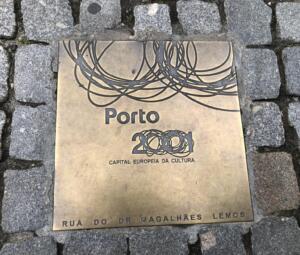 Porto
2001
CAPITAL EUROPEIA DA CULTURA
RUA DO DR MAGALHÃES LEMOS